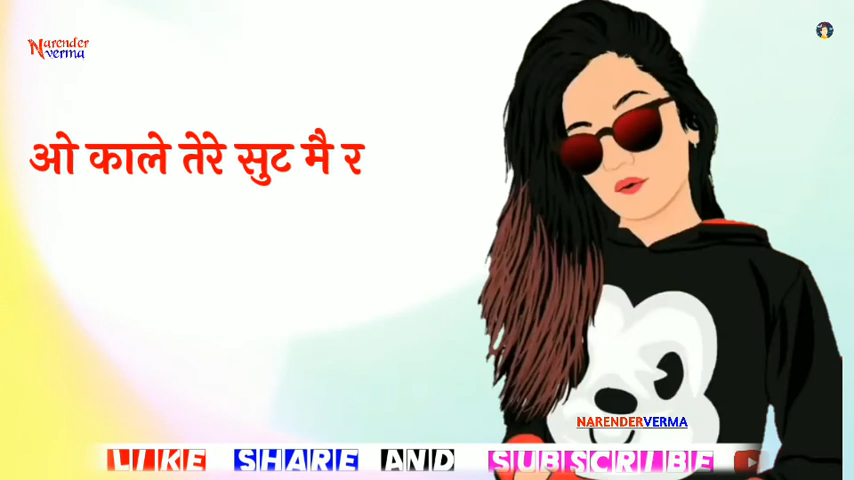 Narender
verma
ओ काले तेरे सुट मै र
NARENDERVERMA
LIKE SHARE AND SUBSCRIBE